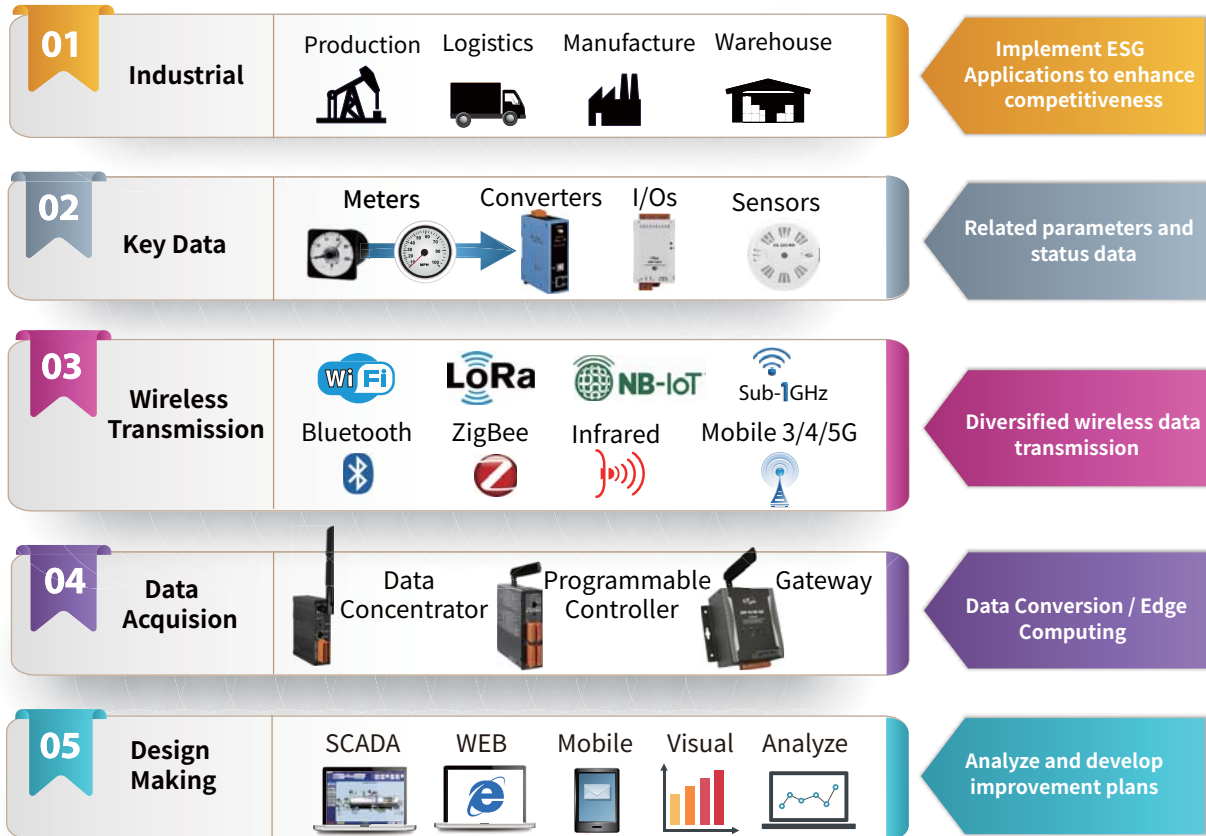 01
Industrial
Production
Logistics
Manufacture
Warehouse
Implement ESG
Applications to enhance
competitiveness
02
Key Data
Meters
Converters
I/Os
Sensors
Related parameters and
status data
03
Wireless
Transmission
WiFi
LoRa
NB-IoT
Sub-1GHz
Bluetooth
ZigBee
Infrared
Mobile 3/4/5G
Diversified wireless data
transmission
04
Data
Acquision
Data
Concentrator
Programmable
Controller
Gateway
Data Conversion / Edge
Computing
05
Design
Making
SCADA
WEB
Mobile
Visual
Analyze
Analyze and develop
improvement plans